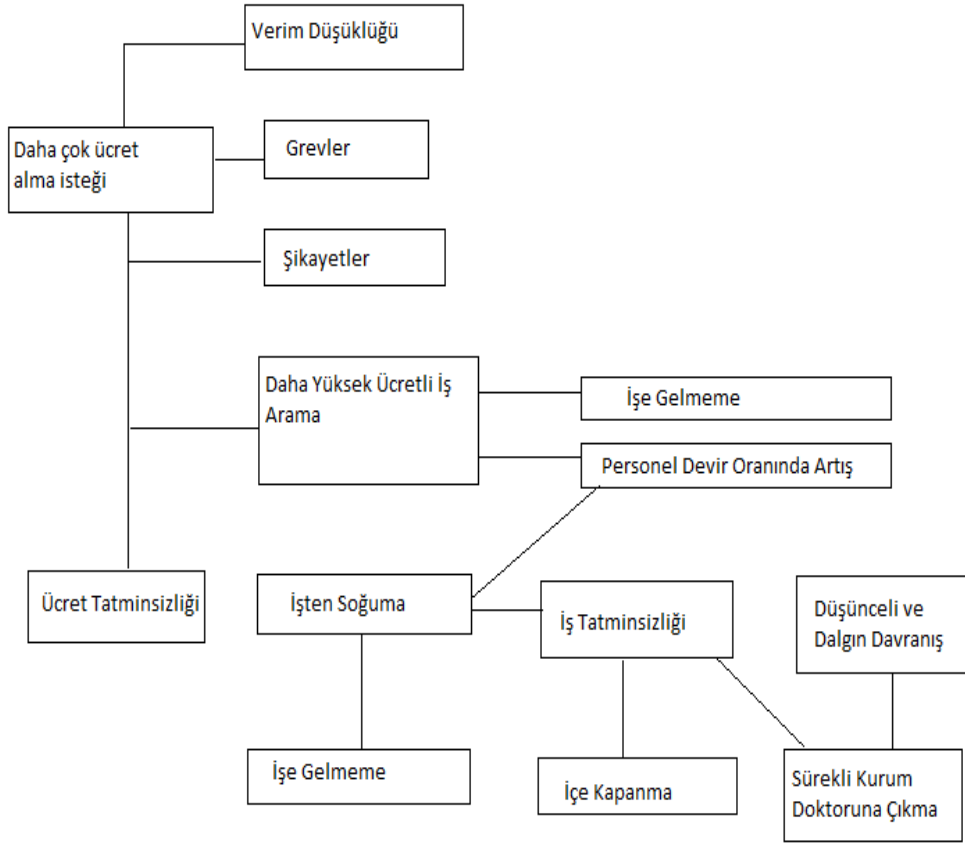 Verim Düşüklüğü
Daha çok ücret
alma isteği
Grevler
Şikayetler
Daha Yüksek Ücretli İş
Arama
İşe Gelmeme
Personel Devir Oranında Artış
Ücret Tatminsizliği
İşten Soğuma
İş Tatminsizliği
Düşünceli ve
Dalgın Davranış
İşe Gelmeme
İçe Kapanma
Sürekli Kurum
Doktoruna Çıkma